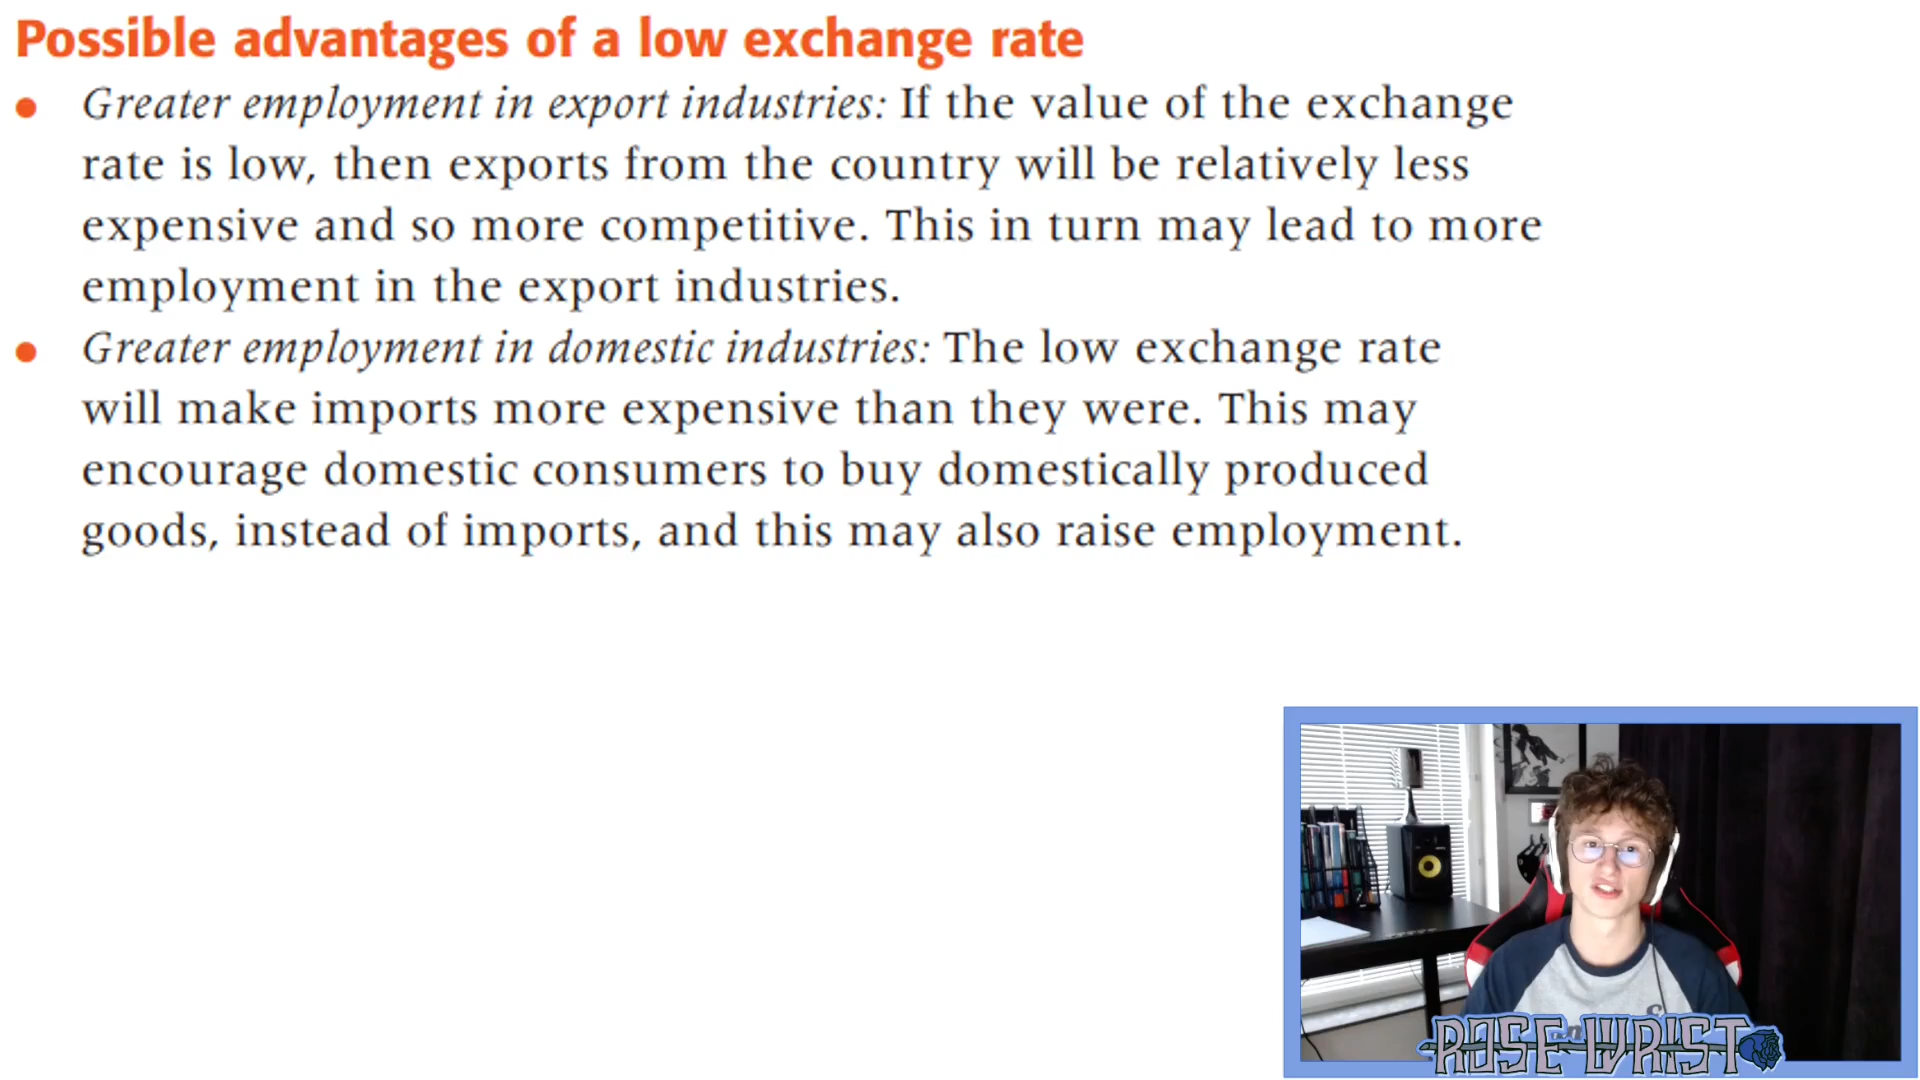 Possible advantages of a low exchange rate
● Greater employment in export industries: If the value of the exchange
rate is low, then exports from the country will be relatively less
expensive and so more competitive. This in turn may lead to more
employment in the export industries.
● Greater employment in domestic industries: The low exchange rate
will make imports more expensive than they were. This may
encourage domestic consumers to buy domestically produced
goods, instead of imports, and this may also raise employment.
ROSE WRIST